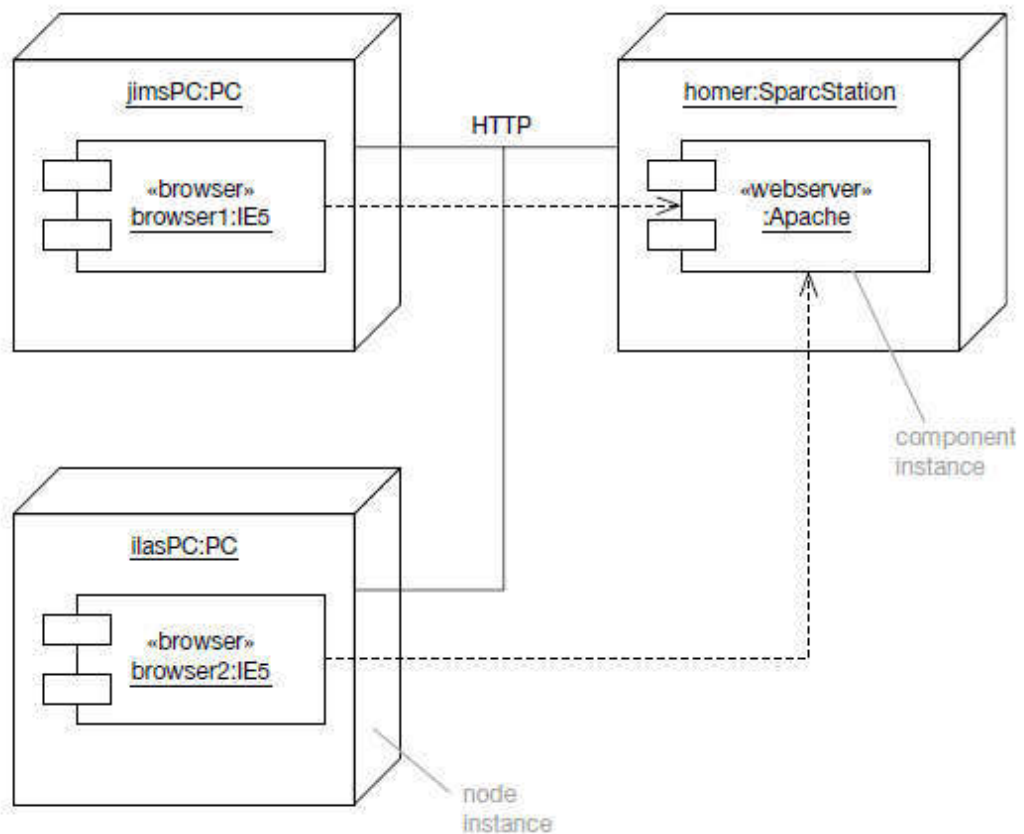 jimsPC:PC
«browser»
browser1:IE5
HTTP
homer:SparcStation
«webserver»
:Apache
component
instance
ilasPC:PC
«browser»
browser2:IE5
node
instance